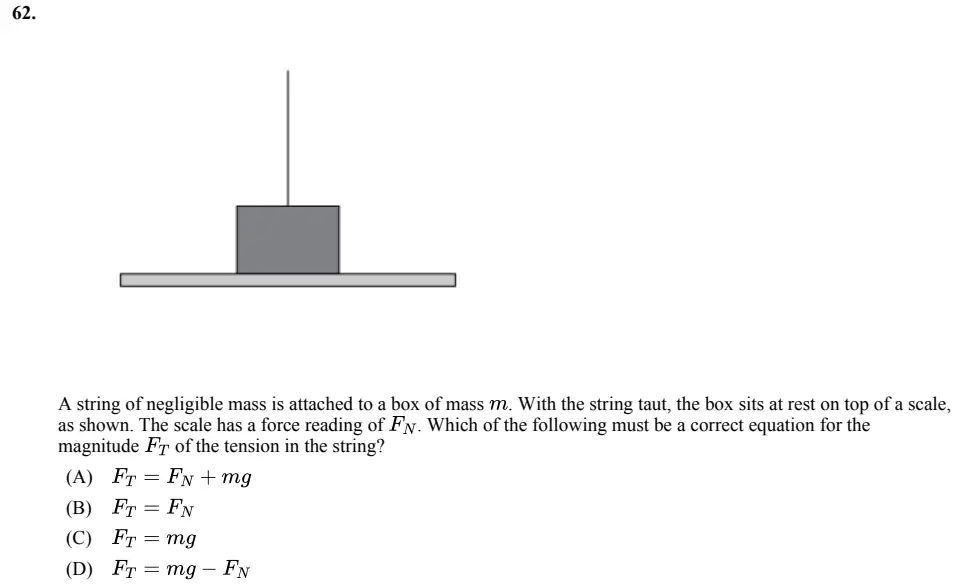 62.
A string of negligible mass is attached to a box of mass m. With the string taut, the box sits at rest on top of a scale,
as shown. The scale has a force reading of F_N. Which of the following must be a correct equation for the
magnitude F_T of the tension in the string?
(A) F_T = F_N + mg
(B) F_T = F_N
(C) F_T = mg
(D) F_T = mg − F_N